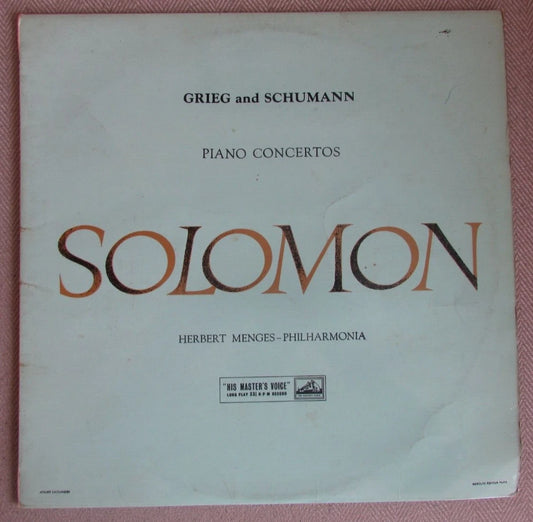 GRIEG and SCHUMANN
PIANO CONCERTOS
SOLOMON
HERBERT MENGES–PHILHARMONIA
"HIS MASTER'S VOICE"
LONG PLAY 33⅓ R·P·M RECORD